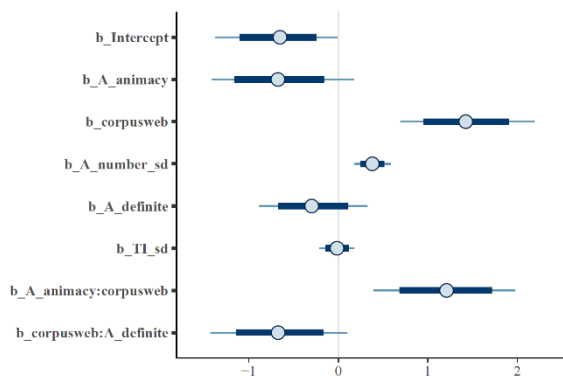 b_Intercept
b_A_animacy
b_corpusweb
b_A_number_sd
b_A_definite
b_TI_sd
b_A_animacy:corpusweb
b_corpusweb:A_definite
−1 0 1 2